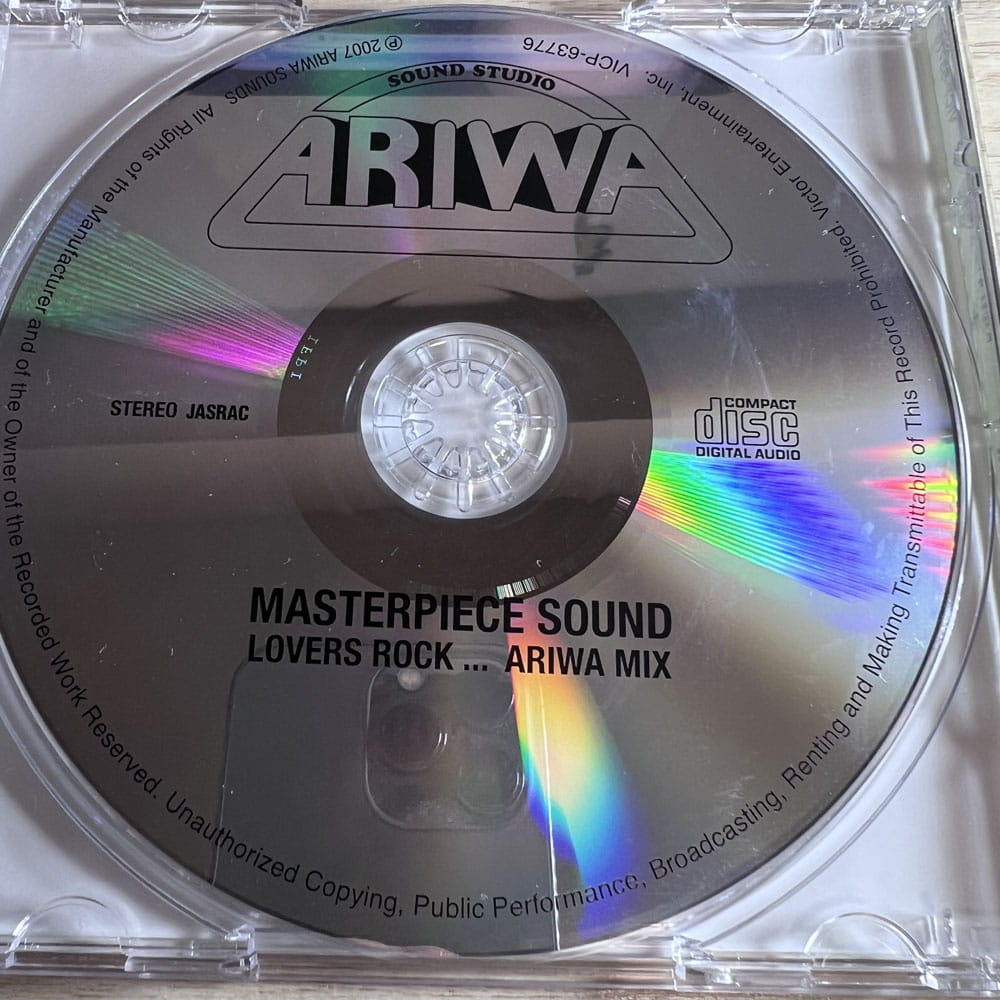 SOUND STUDIO
ARIWA
STEREO JASRAC
COMPACT
disc
DIGITAL AUDIO
MASTERPIECE SOUND
LOVERS ROCK ... ARIWA MIX
℗ 2007 ARIWA SOUNDS All Rights of the Manufacturer and of the Owner of the Recorded Work Reserved. Unauthorized Copying, Public Performance, Broadcasting, Renting and Making Transmittable of This Record Prohibited. Victor Entertainment, Inc. VICP-63776